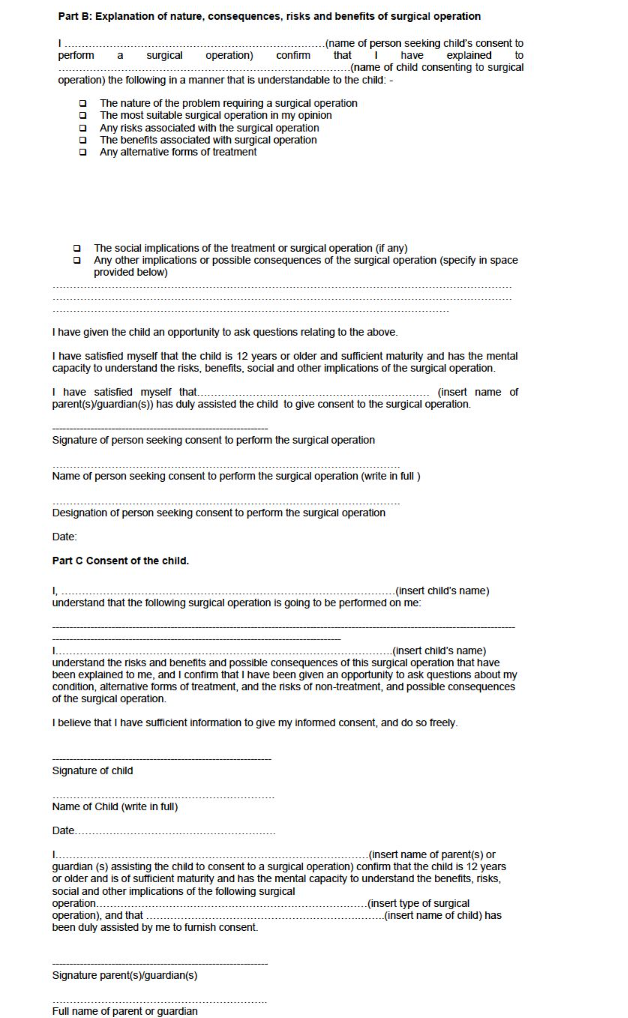 Part B: Explanation of nature, consequences, risks and benefits of surgical operation
I ..........................................................................................(name of person seeking child's consent to
perform a surgical operation) confirm that I have explained to
....................................................................................................(name of child consenting to surgical
operation) the following in a manner that is understandable to the child: -
❑ The nature of the problem requiring a surgical operation
❑ The most suitable surgical operation in my opinion
❑ Any risks associated with the surgical operation
❑ The benefits associated with surgical operation
❑ Any alternative forms of treatment
❑ The social implications of the treatment or surgical operation (if any)
❑ Any other implications or possible consequences of the surgical operation (specify in space
provided below)
................................................................................................................................................
................................................................................................................................................
............................................................................................................................
I have given the child an opportunity to ask questions relating to the above.
I have satisfied myself that the child is 12 years or older and sufficient maturity and has the mental
capacity to understand the risks, benefits, social and other implications of the surgical operation.
I have satisfied myself that........................................................................ (insert name of
parent(s)/guardian(s)) has duly assisted the child to give consent to the surgical operation.
------------------------------------------------------------
Signature of person seeking consent to perform the surgical operation
............................................................................................................
Name of person seeking consent to perform the surgical operation (write in full )
............................................................................................................
Designation of person seeking consent to perform the surgical operation
Date:
Part C Consent of the child.
I, ..........................................................................................................(insert child's name)
understand that the following surgical operation is going to be performed on me:
------------------------------------------------------------------------------------------------------------------------
--------------------------------------------------------------------------------
I..........................................................................................................(insert child's name)
understand the risks and benefits and possible consequences of this surgical operation that have
been explained to me, and I confirm that I have been given an opportunity to ask questions about my
condition, alternative forms of treatment, and the risks of non-treatment, and possible consequences
of the surgical operation.
I believe that I have sufficient information to give my informed consent, and do so freely.
------------------------------------------------------------
Signature of child
......................................................................
Name of Child (write in full)
Date...............................................................
I..................................................................................................(insert name of parent(s) or
guardian (s) assisting the child to consent to a surgical operation) confirm that the child is 12 years
or older and is of sufficient maturity and has the mental capacity to understand the benefits, risks,
social and other implications of the following surgical
operation.....................................................................................(insert type of surgical
operation), and that ..........................................................................(insert name of child) has
been duly assisted by me to furnish consent.
------------------------------------------------------------
Signature parent(s)/guardian(s)
....................................................................
Full name of parent or guardian